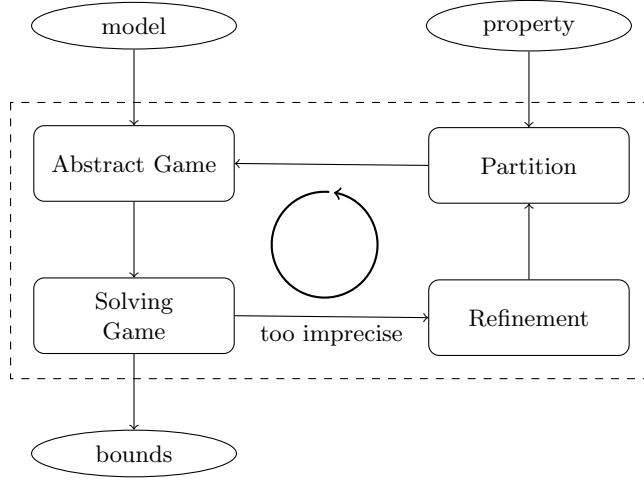 model
property
Abstract Game
Partition
Solving
Game
too imprecise
Refinement
bounds